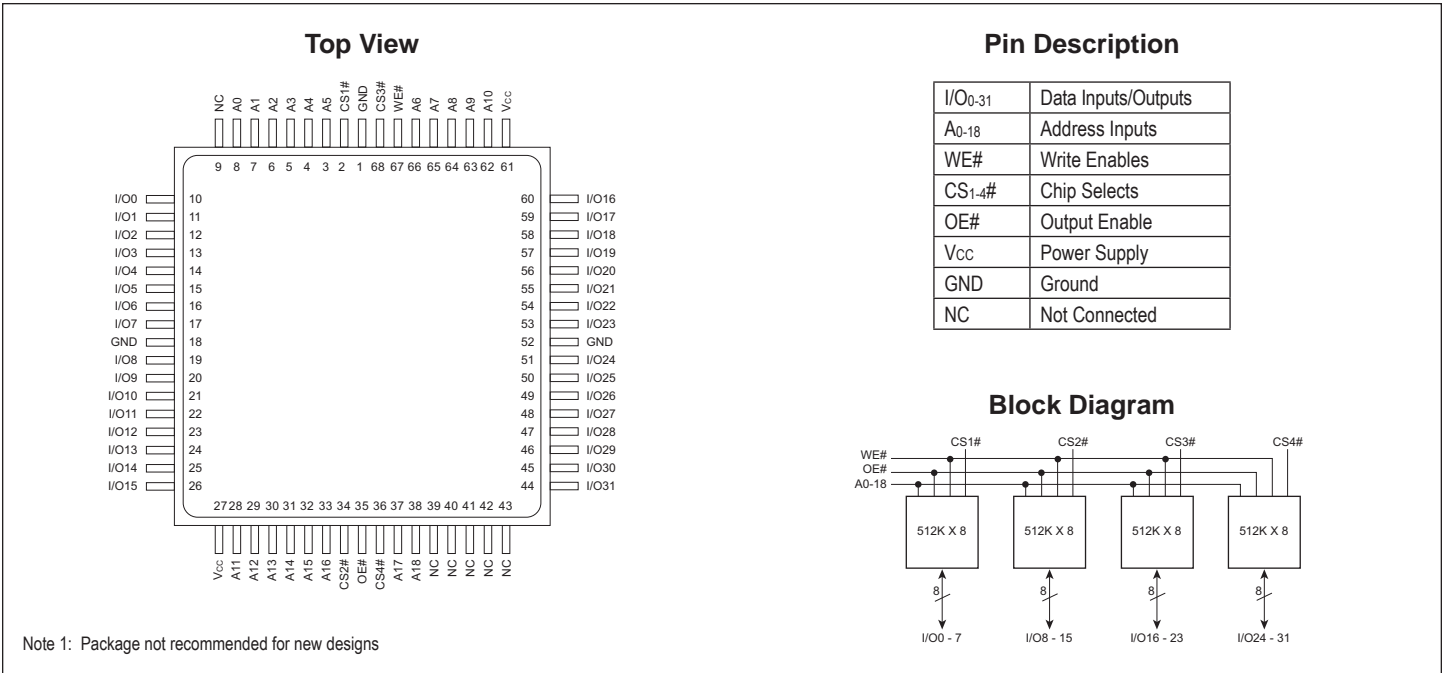 Top View
NC A0 A1 A2 A3 A4 A5 CS1# GND CS3# WE# A6 A7 A8 A9 A10 Vcc
9 8 7 6 5 4 3 2 1 68 67 66 65 64 63 62 61
I/O0 10 60 I/O16
I/O1 11 59 I/O17
I/O2 12 58 I/O18
I/O3 13 57 I/O19
I/O4 14 56 I/O20
I/O5 15 55 I/O21
I/O6 16 54 I/O22
I/O7 17 53 I/O23
GND 18 52 GND
I/O8 19 51 I/O24
I/O9 20 50 I/O25
I/O10 21 49 I/O26
I/O11 22 48 I/O27
I/O12 23 47 I/O28
I/O13 24 46 I/O29
I/O14 25 45 I/O30
I/O15 26 44 I/O31
27 28 29 30 31 32 33 34 35 36 37 38 39 40 41 42 43
Vcc A11 A12 A13 A14 A15 A16 CS2# OE# CS4# A17 A18 NC NC NC NC NC
Note 1: Package not recommended for new designs
Pin Description
I/O0-31 Data Inputs/Outputs
A0-18 Address Inputs
WE# Write Enables
CS1-4# Chip Selects
OE# Output Enable
Vcc Power Supply
GND Ground
NC Not Connected
Block Diagram
CS1# CS2# CS3# CS4#
WE#
OE#
A0-18
512K X 8 512K X 8 512K X 8 512K X 8
8 8 8 8
I/O0 - 7 I/O8 - 15 I/O16 - 23 I/O24 - 31